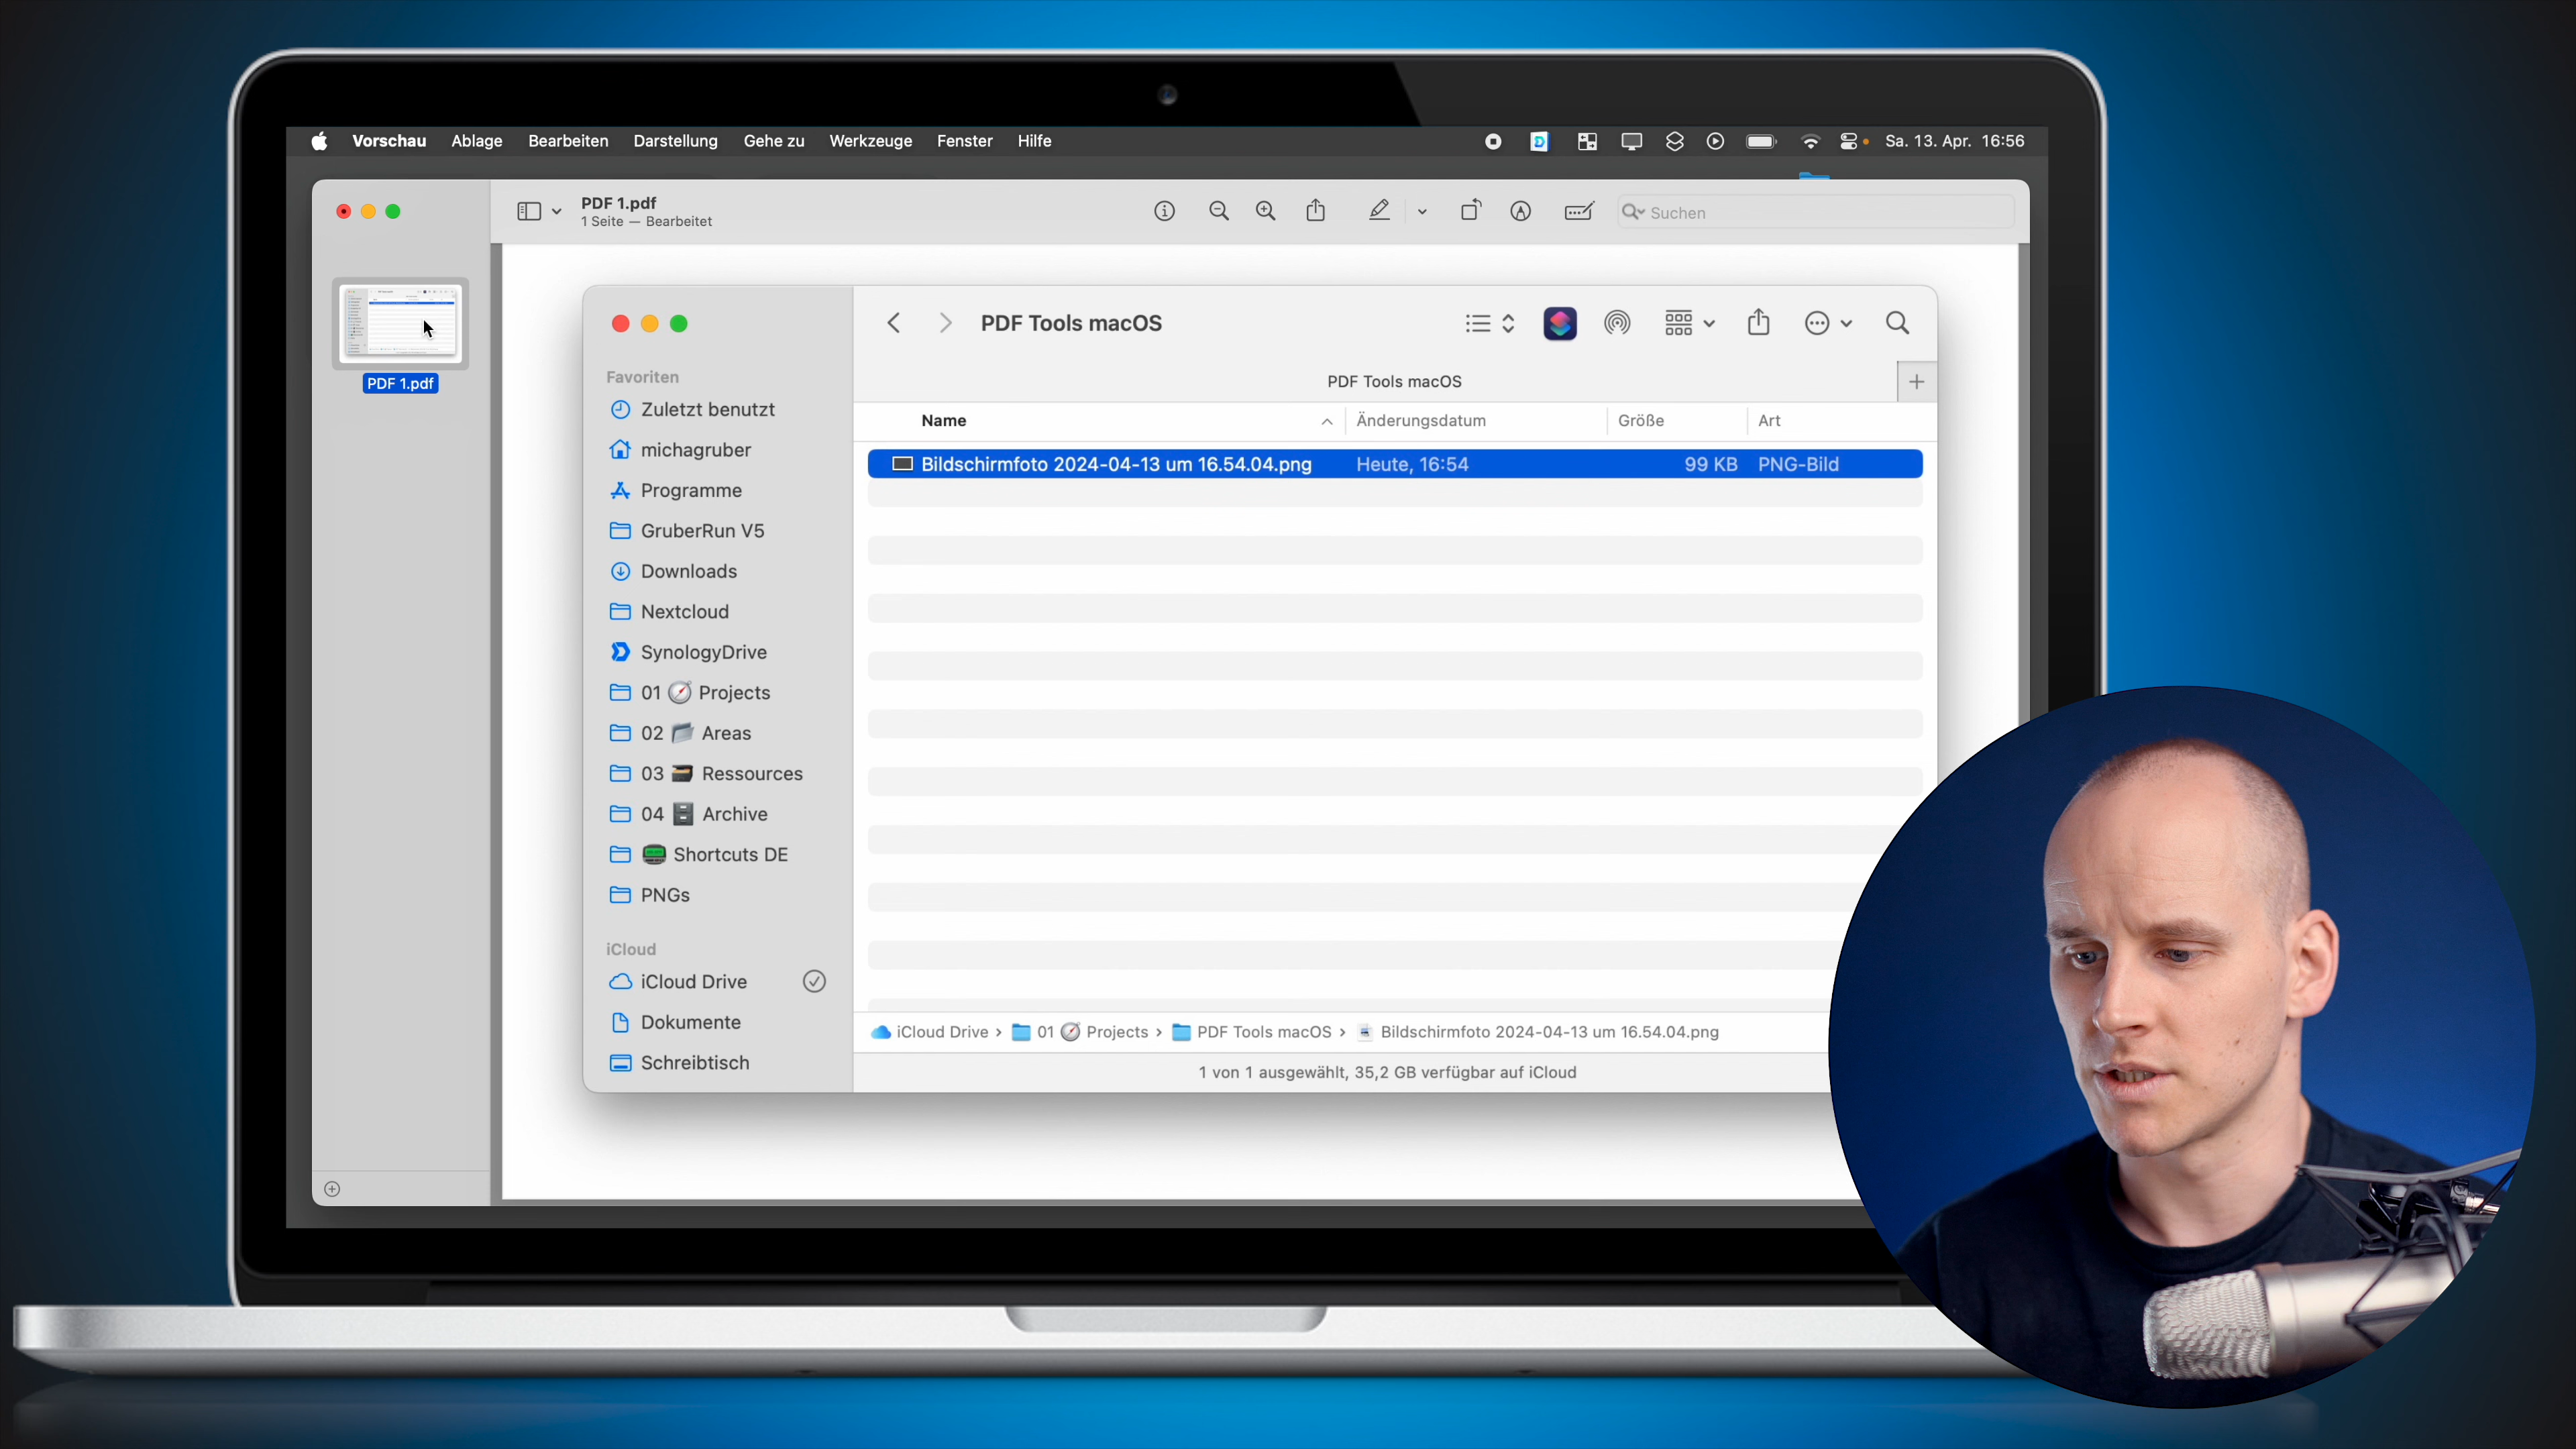 Vorschau Ablage Bearbeiten Darstellung Gehe zu Werkzeuge Fenster Hilfe Sa. 13. Apr. 16:56
PDF 1.pdf
1 Seite — Bearbeitet
Suchen
PDF 1.pdf
PDF Tools macOS
PDF Tools macOS
Name Änderungsdatum Größe Art
Bildschirmfoto 2024-04-13 um 16.54.04.png Heute, 16:54 99 KB PNG-Bild
Favoriten
Zuletzt benutzt
michagruber
Programme
GruberRun V5
Downloads
Nextcloud
SynologyDrive
01 Projects
02 Areas
03 Ressources
04 Archive
Shortcuts DE
PNGs
iCloud
iCloud Drive
Dokumente
Schreibtisch
iCloud Drive › 01 Projects › PDF Tools macOS › Bildschirmfoto 2024-04-13 um 16.54.04.png
1 von 1 ausgewählt, 35,2 GB verfügbar auf iCloud